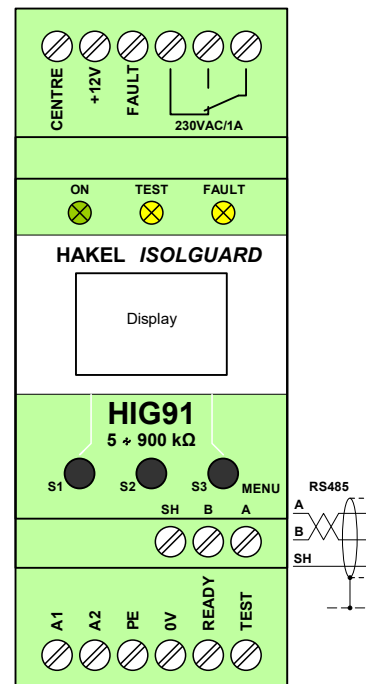 CENTRE +12V FAULT
230VAC/1A
ON TEST FAULT
HAKEL ISOLGUARD
Display
HIG91
5 ÷ 900 kΩ
S1 S2 S3 MENU
SH B A
RS485
A
B
SH
A1 A2 PE 0V READY TEST